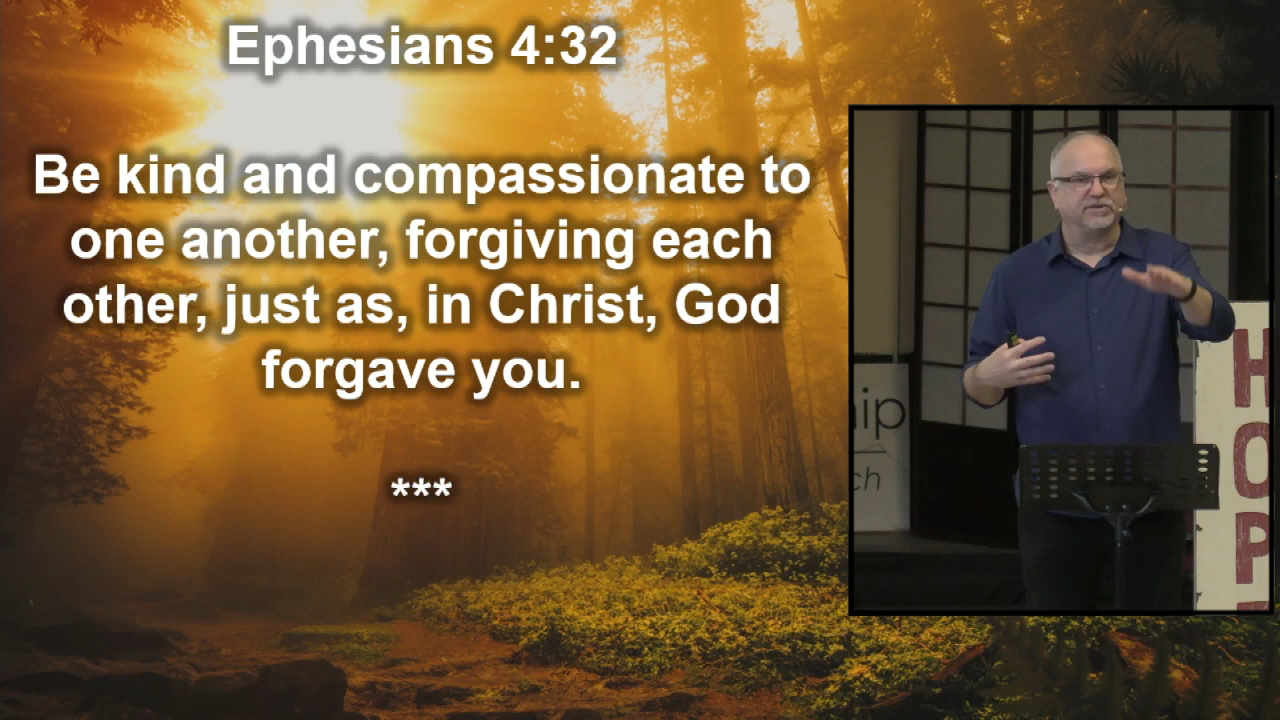 Ephesians 4:32
Be kind and compassionate to
one another, forgiving each
other, just as, in Christ, God
forgave you.
***
HOP